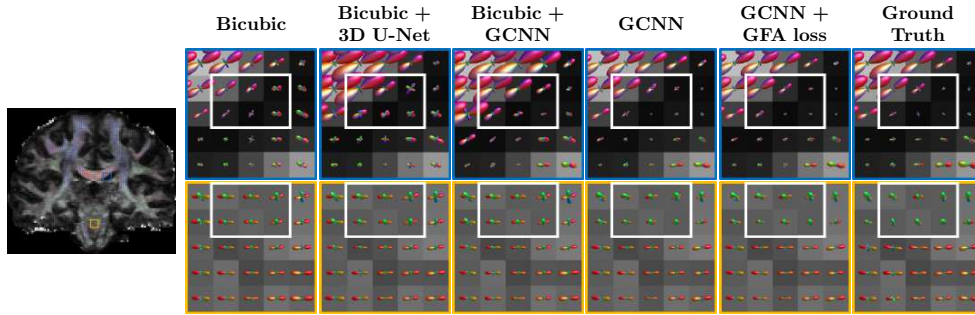 Bicubic
Bicubic +
3D U-Net
Bicubic +
GCNN
GCNN
GCNN +
GFA loss
Ground
Truth